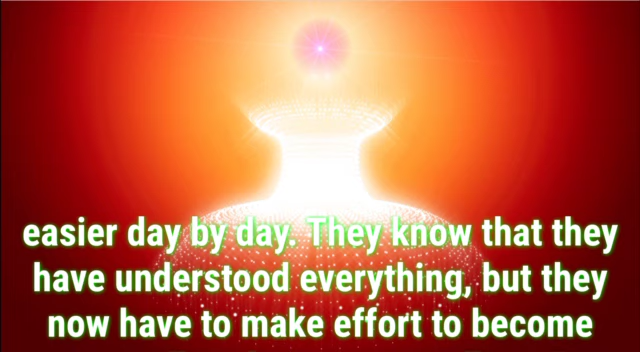 easier day by day. They know that they
have understood everything, but they
now have to make effort to become